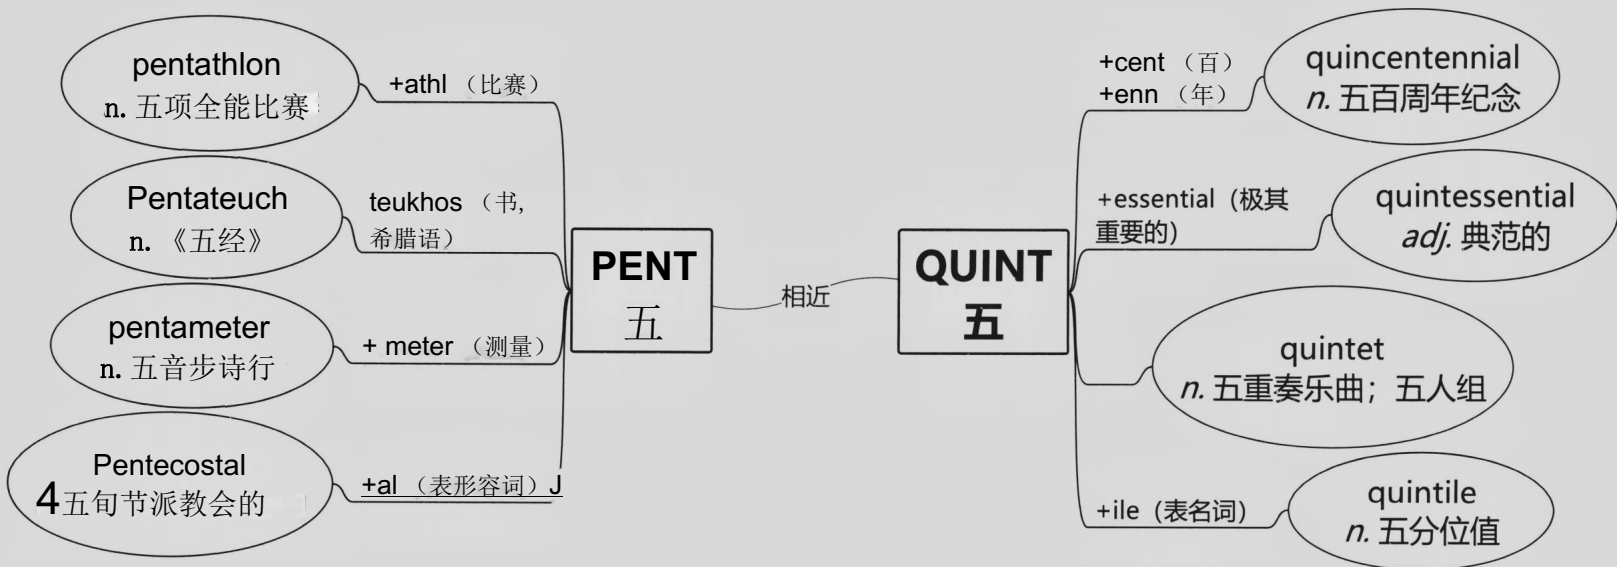 pentathlon
n. 五项全能比赛
+athl （比赛）
Pentateuch
n. 《五经》
teukhos （书,
希腊语）
pentameter
n. 五音步诗行
+ meter （测量）
Pentecostal
4五旬节派教会的
+al （表形容词）J
PENT
五
相近
QUINT
五
+cent （百）
+enn （年）
quincentennial
n. 五百周年纪念
+essential（极其
重要的）
quintessential
adj. 典范的
quintet
n. 五重奏乐曲；五人组
+ile（表名词）
quintile
n. 五分位值